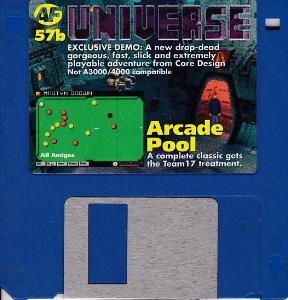 AF
57b
UNIVERSE
EXCLUSIVE DEMO: A new drop-dead
gorgeous, fast, slick and extremely
playable adventure from Core Design
Not A3000/4000 compatible
All Amigas
Arcade
Pool
A complete classic gets
the Team17 treatment.